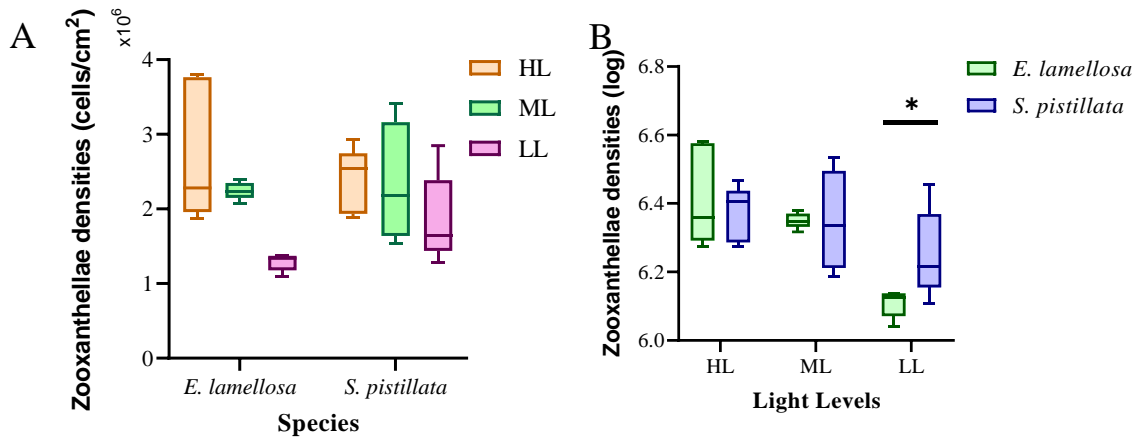 A
Zooxanthellae densities (cells/cm²)
x10⁶
4
3
2
1
0
E. lamellosa
S. pistillata
Species
HL
ML
LL
B
Zooxanthellae densities (log)
6.8
6.6
6.4
6.2
6.0
*
HL
ML
LL
Light Levels
E. lamellosa
S. pistillata